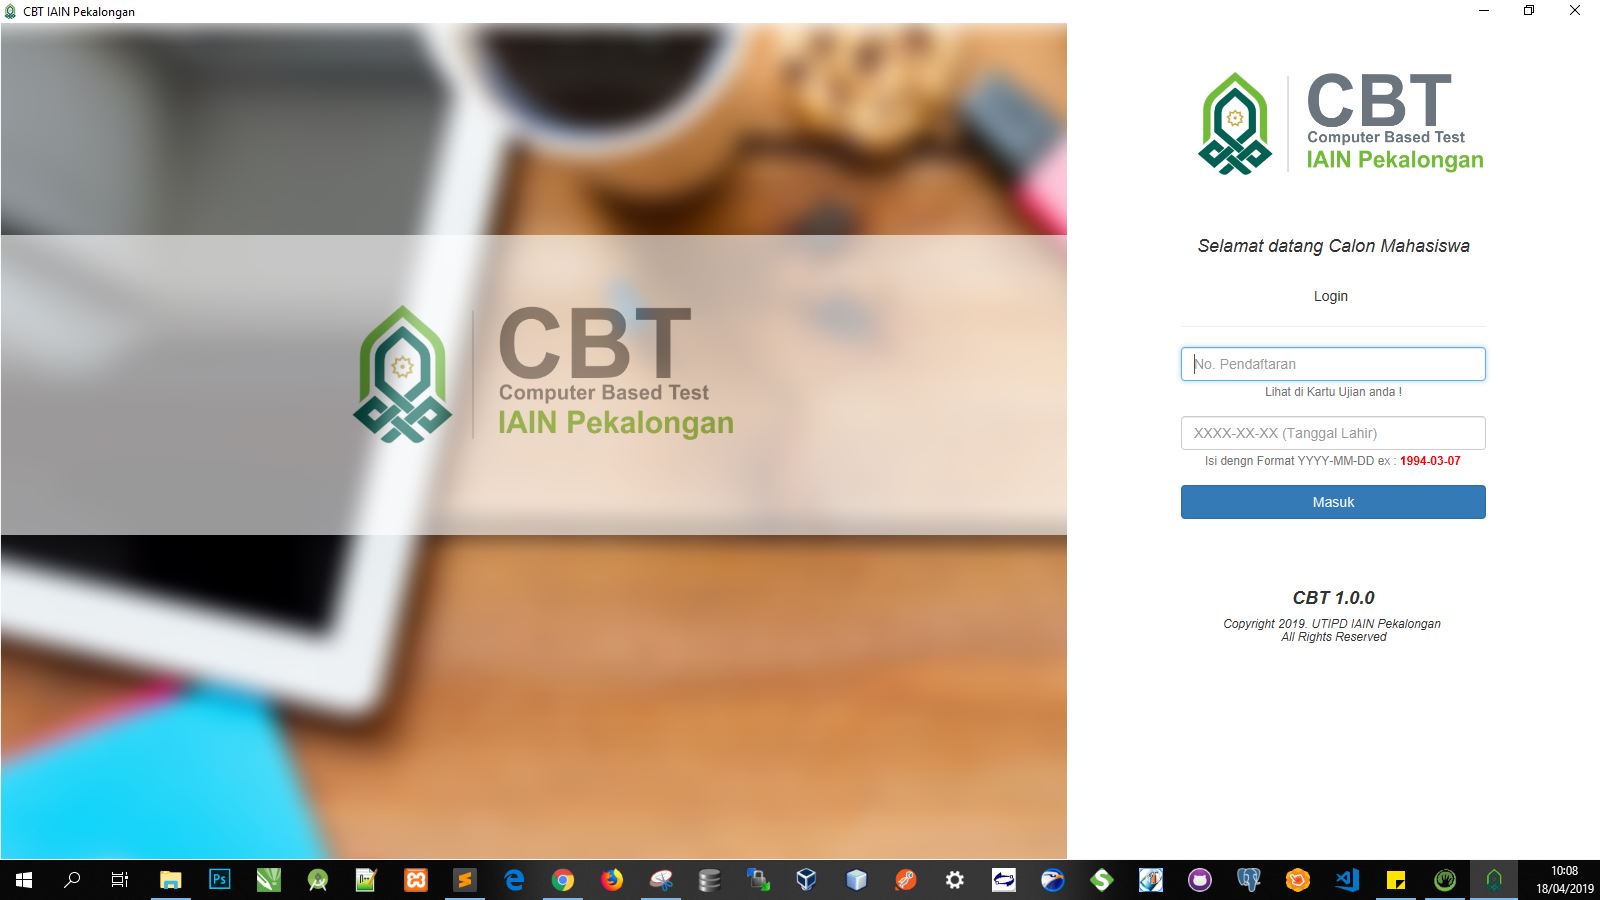 CBT IAIN Pekalongan
CBT
Computer Based Test
IAIN Pekalongan
CBT
Computer Based Test
IAIN Pekalongan
Selamat datang Calon Mahasiswa
Login
No. Pendaftaran
Lihat di Kartu Ujian anda !
XXXX-XX-XX (Tanggal Lahir)
Isi dengn Format YYYY-MM-DD ex : 1994-03-07
Masuk
CBT 1.0.0
Copyright 2019. UTIPD IAIN Pekalongan
All Rights Reserved
Ps
10:08
18/04/2019